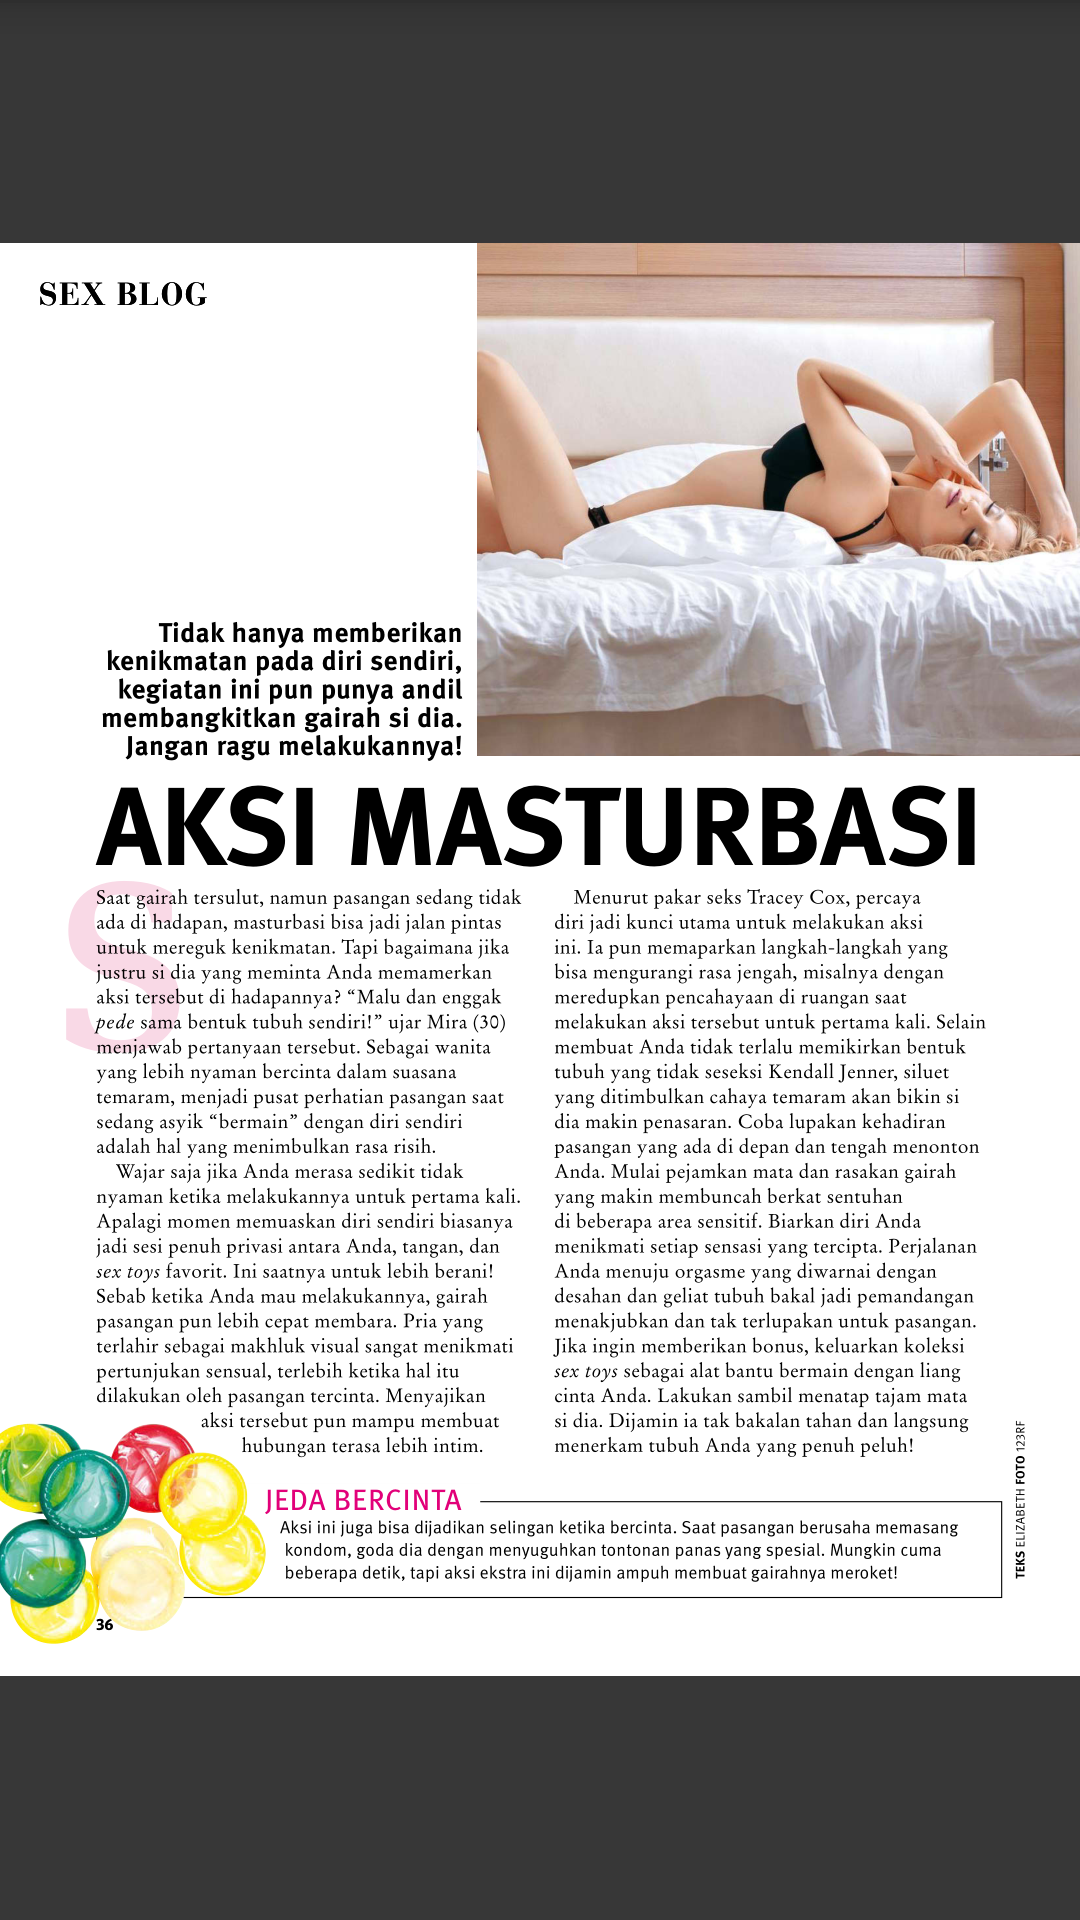 SEX BLOG
Tidak hanya memberikan
kenikmatan pada diri sendiri,
kegiatan ini pun punya andil
membangkitkan gairah si dia.
Jangan ragu melakukannya!
AKSI MASTURBASI
Saat gairah tersulut, namun pasangan sedang tidak
ada di hadapan, masturbasi bisa jadi jalan pintas
untuk mereguk kenikmatan. Tapi bagaimana jika
justru si dia yang meminta Anda memamerkan
aksi tersebut di hadapannya? “Malu dan enggak
pede sama bentuk tubuh sendiri!” ujar Mira (30)
menjawab pertanyaan tersebut. Sebagai wanita
yang lebih nyaman bercinta dalam suasana
temaram, menjadi pusat perhatian pasangan saat
sedang asyik “bermain” dengan diri sendiri
adalah hal yang menimbulkan rasa risih.
Wajar saja jika Anda merasa sedikit tidak
nyaman ketika melakukannya untuk pertama kali.
Apalagi momen memuaskan diri sendiri biasanya
jadi sesi penuh privasi antara Anda, tangan, dan
sex toys favorit. Ini saatnya untuk lebih berani!
Sebab ketika Anda mau melakukannya, gairah
pasangan pun lebih cepat membara. Pria yang
terlahir sebagai makhluk visual sangat menikmati
pertunjukan sensual, terlebih ketika hal itu
dilakukan oleh pasangan tercinta. Menyajikan
aksi tersebut pun mampu membuat
hubungan terasa lebih intim.
Menurut pakar seks Tracey Cox, percaya
diri jadi kunci utama untuk melakukan aksi
ini. Ia pun memaparkan langkah-langkah yang
bisa mengurangi rasa jengah, misalnya dengan
meredupkan pencahayaan di ruangan saat
melakukan aksi tersebut untuk pertama kali. Selain
membuat Anda tidak terlalu memikirkan bentuk
tubuh yang tidak seseksi Kendall Jenner, siluet
yang ditimbulkan cahaya temaram akan bikin si
dia makin penasaran. Coba lupakan kehadiran
pasangan yang ada di depan dan tengah menonton
Anda. Mulai pejamkan mata dan rasakan gairah
yang makin membuncah berkat sentuhan
di beberapa area sensitif. Biarkan diri Anda
menikmati setiap sensasi yang tercipta. Perjalanan
Anda menuju orgasme yang diwarnai dengan
desahan dan geliat tubuh bakal jadi pemandangan
menakjubkan dan tak terlupakan untuk pasangan.
Jika ingin memberikan bonus, keluarkan koleksi
sex toys sebagai alat bantu bermain dengan liang
cinta Anda. Lakukan sambil menatap tajam mata
si dia. Dijamin ia tak bakalan tahan dan langsung
menerkam tubuh Anda yang penuh peluh!
JEDA BERCINTA
Aksi ini juga bisa dijadikan selingan ketika bercinta. Saat pasangan berusaha memasang
kondom, goda dia dengan menyuguhkan tontonan panas yang spesial. Mungkin cuma
beberapa detik, tapi aksi ekstra ini dijamin ampuh membuat gairahnya meroket!
TEKS ELIZABETH FOTO 123RF
36